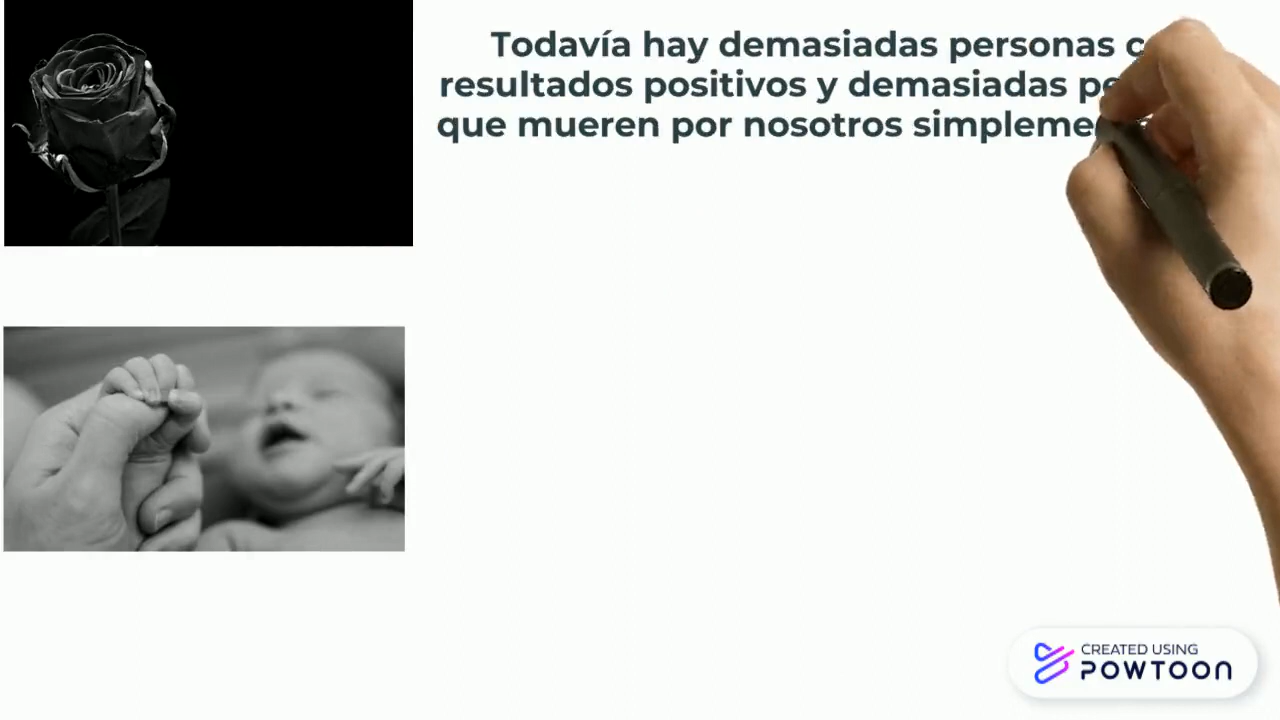 Todavía hay demasiadas personas
resultados positivos y demasiadas
que mueren por nosotros
CREATED USING
POWTOON